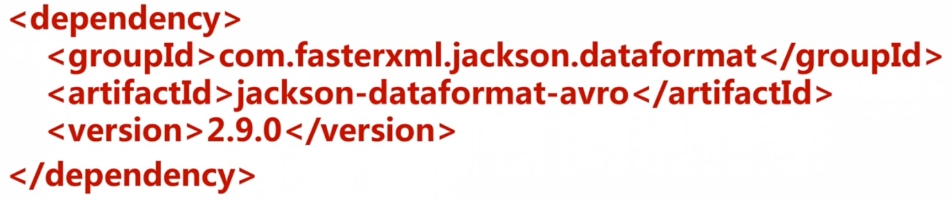 <dependency>
<groupId>com.fasterxml.jackson.dataformat</groupId>
<artifactId>jackson-dataformat-avro</artifactId>
<version>2.9.0</version>
</dependency>